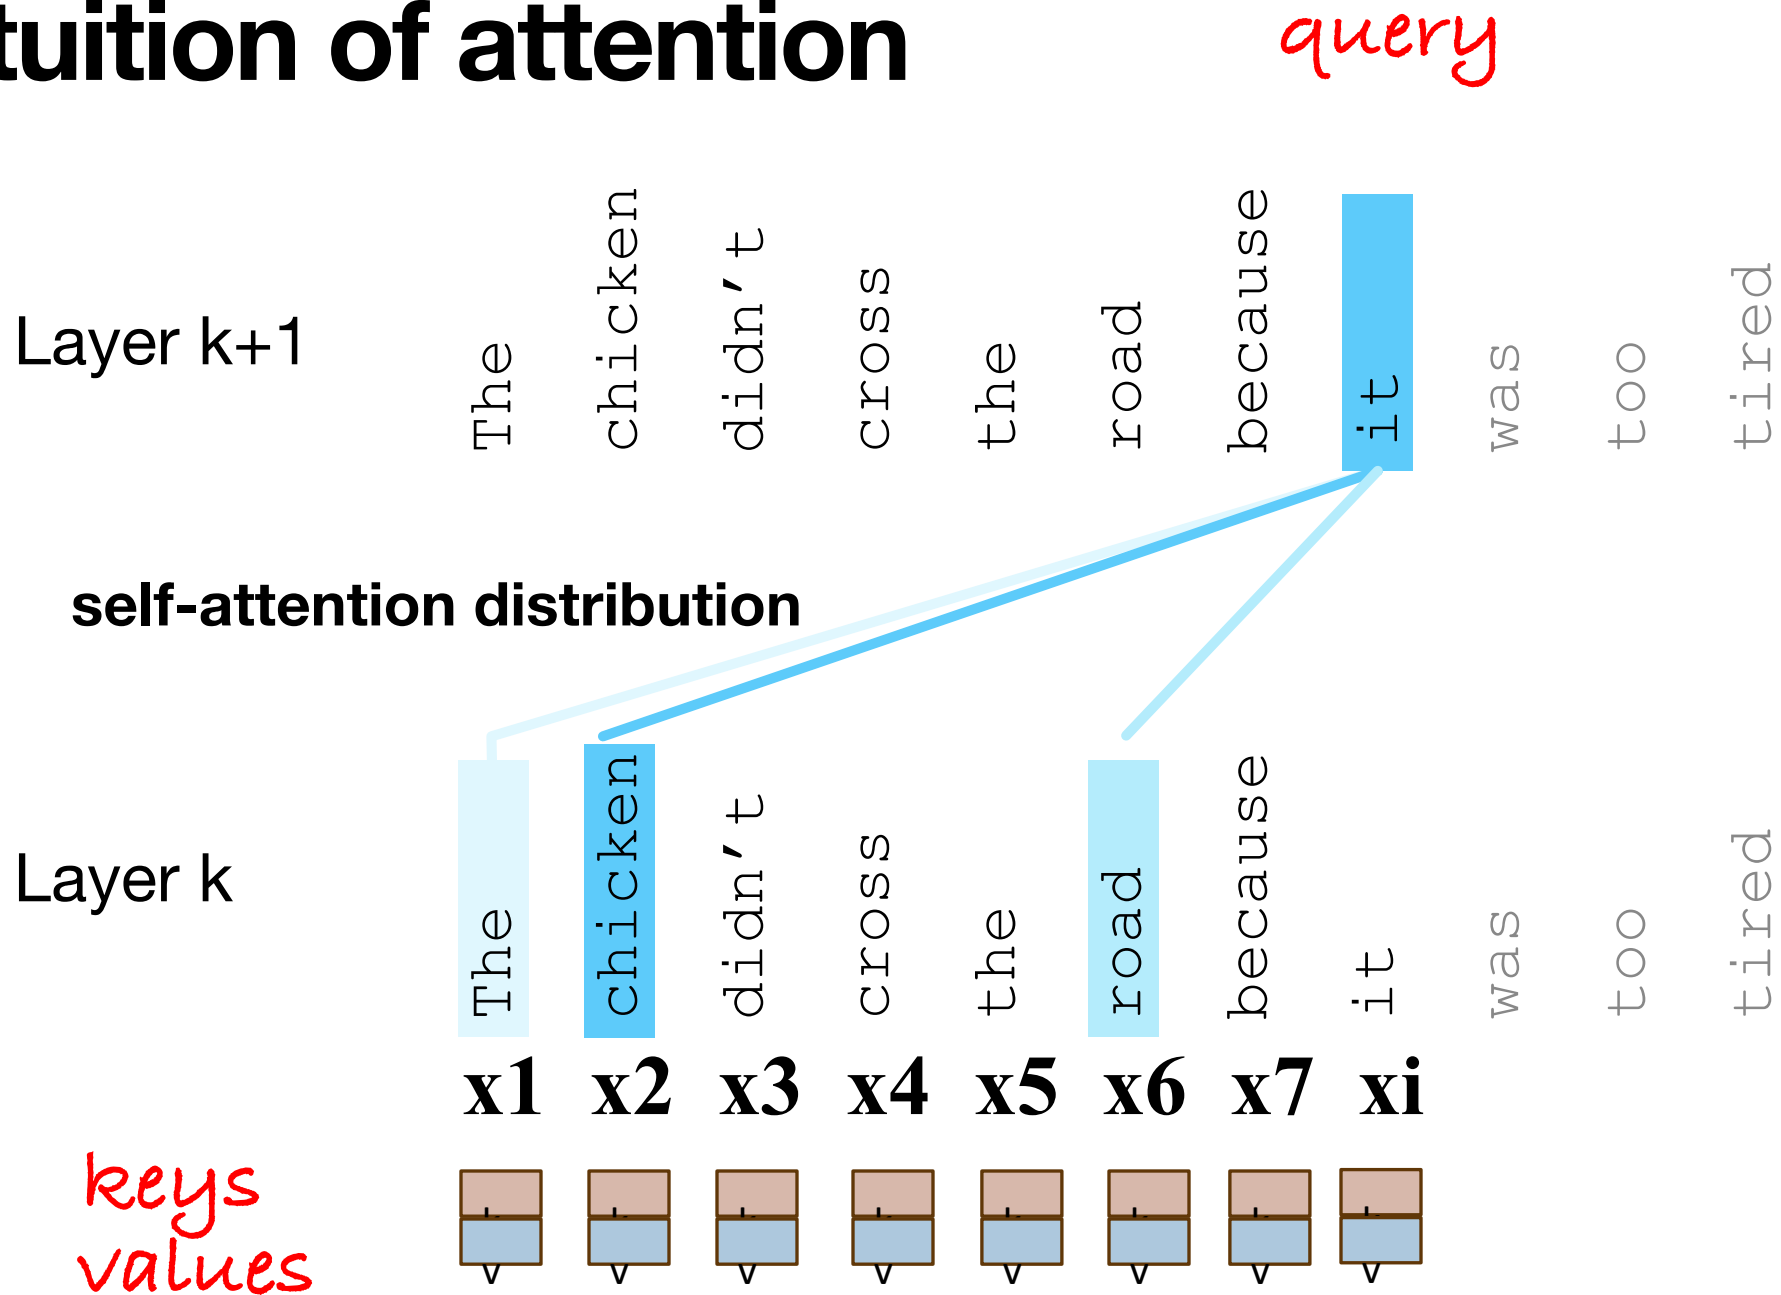 tuition of attention
query
Layer k+1 The chicken didn't cross the road because it was too tired
self-attention distribution
Layer k The chicken didn't cross the road because it was too tired
x1 x2 x3 x4 x5 x6 x7 xi
keys
values
v v v v v v v v